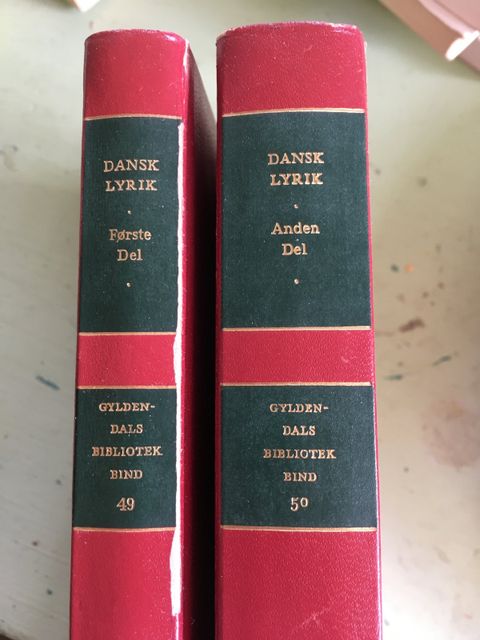 DANSK
LYRIK
Første
Del
GYLDEN-
DALS
BIBLIOTEK
BIND
49
DANSK
LYRIK
Anden
Del
GYLDEN-
DALS
BIBLIOTEK
BIND
50